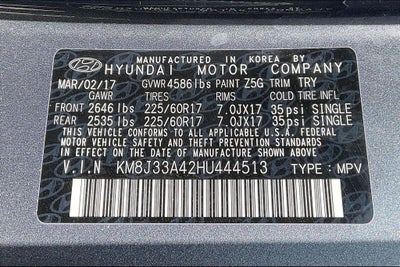 MANUFACTURED IN KOREA BY
HYUNDAI MOTOR COMPANY
MAR/02/17 GVWR 4586 lbs PAINT Z5G TRIM TRY
GAWR TIRES RIMS COLD TIRE INF. PRES.
FRONT 2646 lbs 225/60R17 7.0JX17 35psi SINGLE
REAR 2535 lbs 225/60R17 7.0JX17 35psi SINGLE
THIS VEHICLE CONFORMS TO ALL APPLICABLE U.S.A. FEDERAL
MOTOR VEHICLE SAFETY, BUMPER, AND THEFT PREVENTION
STANDARDS IN EFFECT ON THE DATE OF MANUFACTURE SHOWN ABOVE.
V.I.N KM8J33A42HU444513 TYPE: MPV